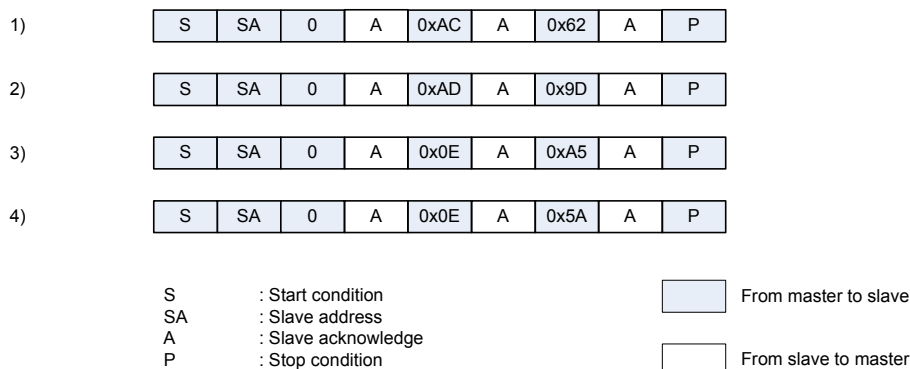 1) S SA 0 A 0xAC A 0x62 A P
2) S SA 0 A 0xAD A 0x9D A P
3) S SA 0 A 0x0E A 0xA5 A P
4) S SA 0 A 0x0E A 0x5A A P
S : Start condition From master to slave
SA : Slave address
A : Slave acknowledge
P : Stop condition From slave to master